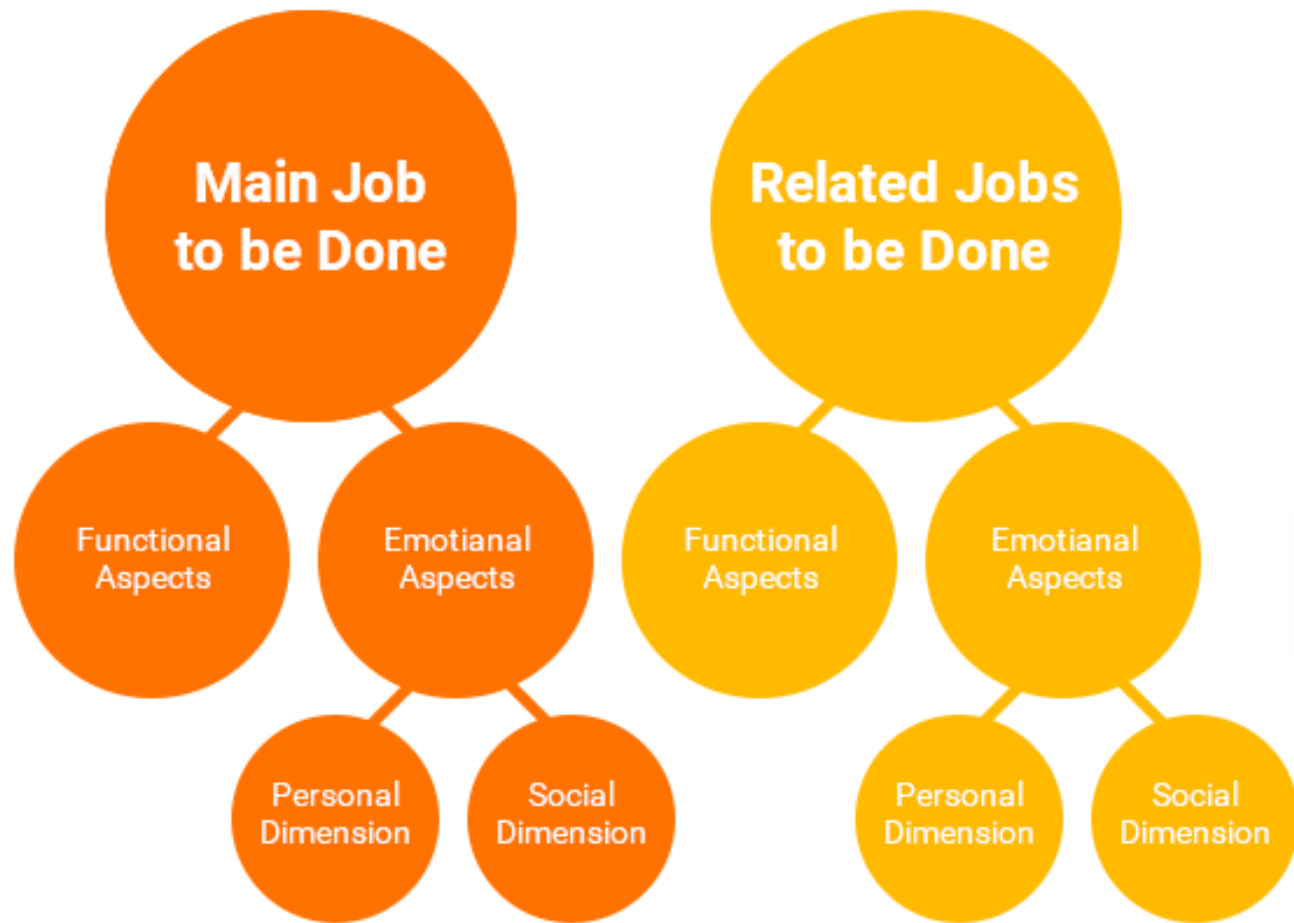 Main Job
to be Done
Functional
Aspects
Emotianal
Aspects
Personal
Dimension
Social
Dimension
Related Jobs
to be Done
Functional
Aspects
Emotianal
Aspects
Personal
Dimension
Social
Dimension